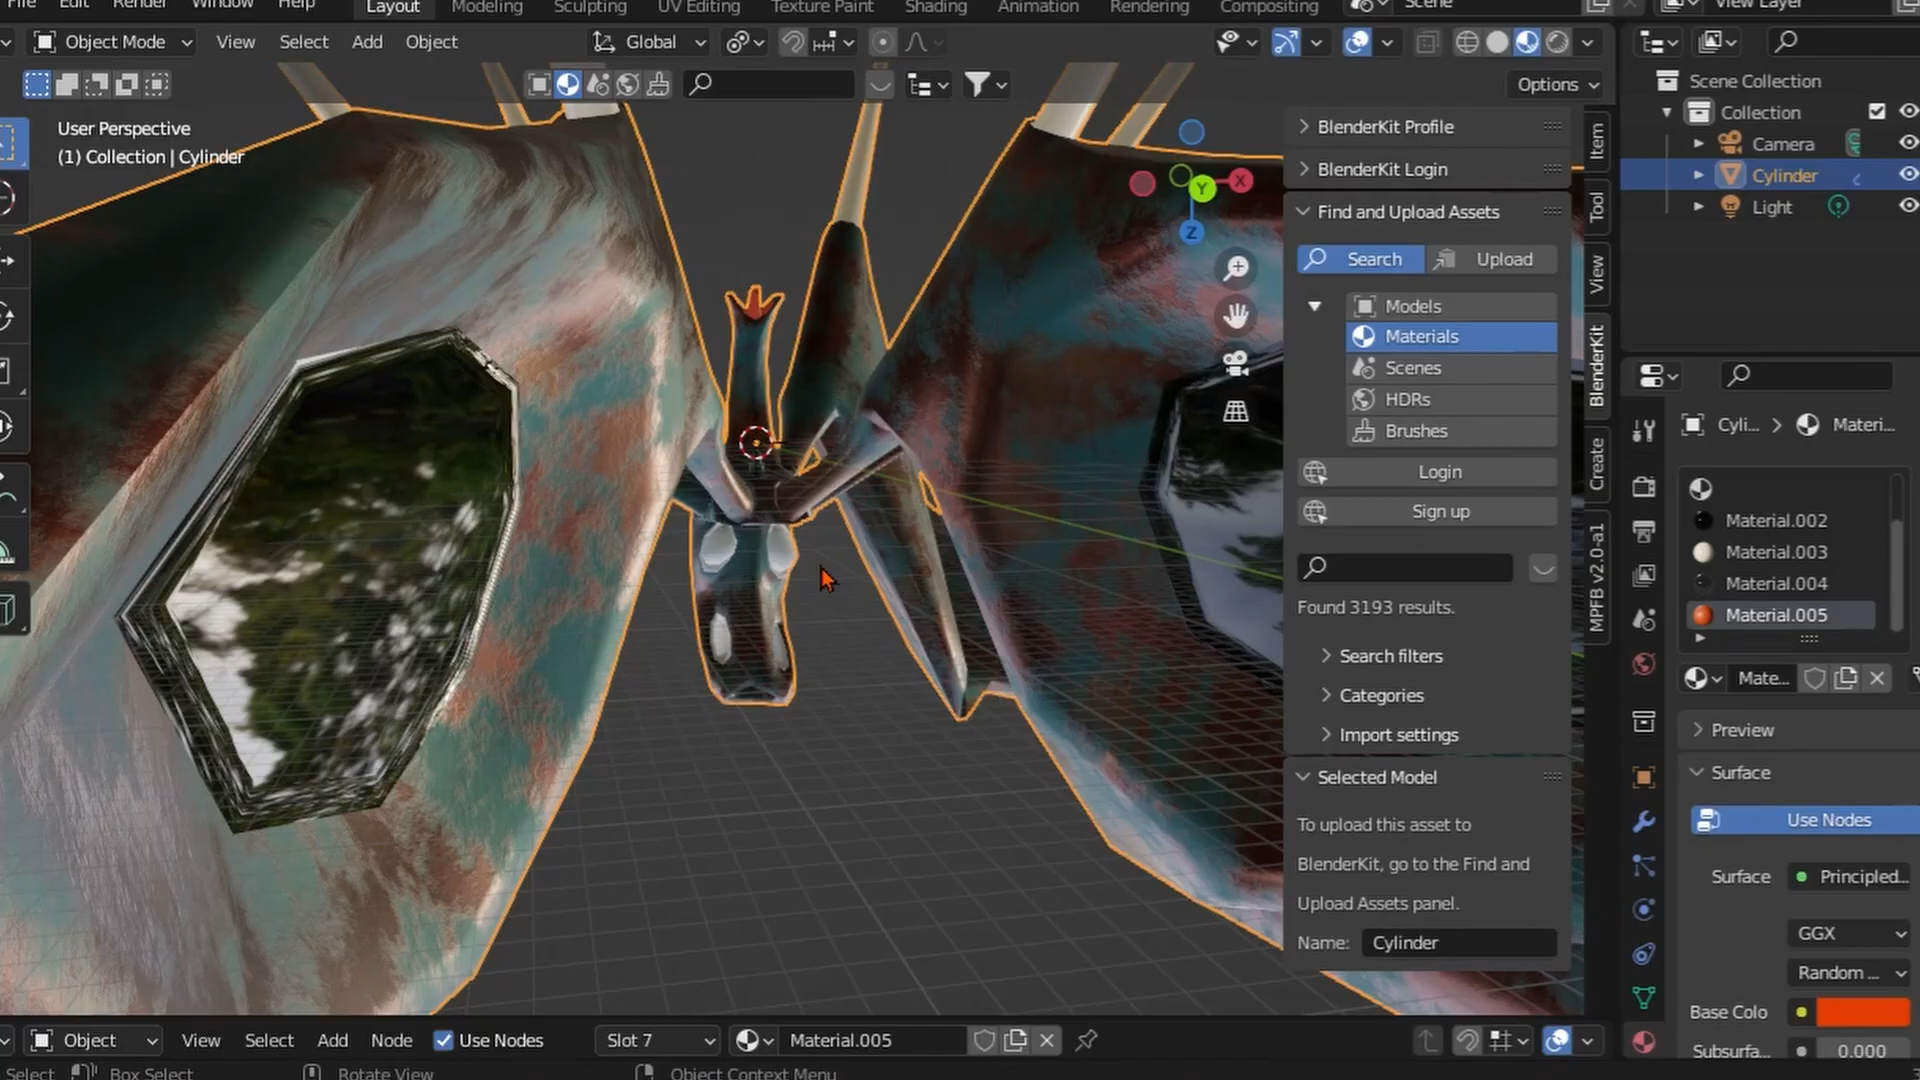 File Edit Render Window Help Layout Modeling Sculpting UV Editing Texture Paint Shading Animation Rendering Compositing Scene View Layer
Object Mode View Select Add Object Global
Options
User Perspective
(1) Collection | Cylinder
Y X
Z
BlenderKit Profile
BlenderKit Login
Find and Upload Assets
Search Upload
Models
Materials
Scenes
HDRs
Brushes
Login
Sign up
Found 3193 results.
Search filters
Categories
Import settings
Selected Model
To upload this asset to
BlenderKit, go to the Find and
Upload Assets panel.
Name: Cylinder
Item
Tool
View
BlenderKit
Create
MPFB v2.0-a1
Scene Collection
Collection
Camera
Cylinder
Light
Cyli... > Materi...
Material.002
Material.003
Material.004
Material.005
Mate...
Preview
Surface
Use Nodes
Surface Principled...
GGX
Random ...
Base Colo
Subsurfa... 0.000
Object View Select Add Node Use Nodes Slot 7 Material.005
Select Box Select Rotate View Object Context Menu